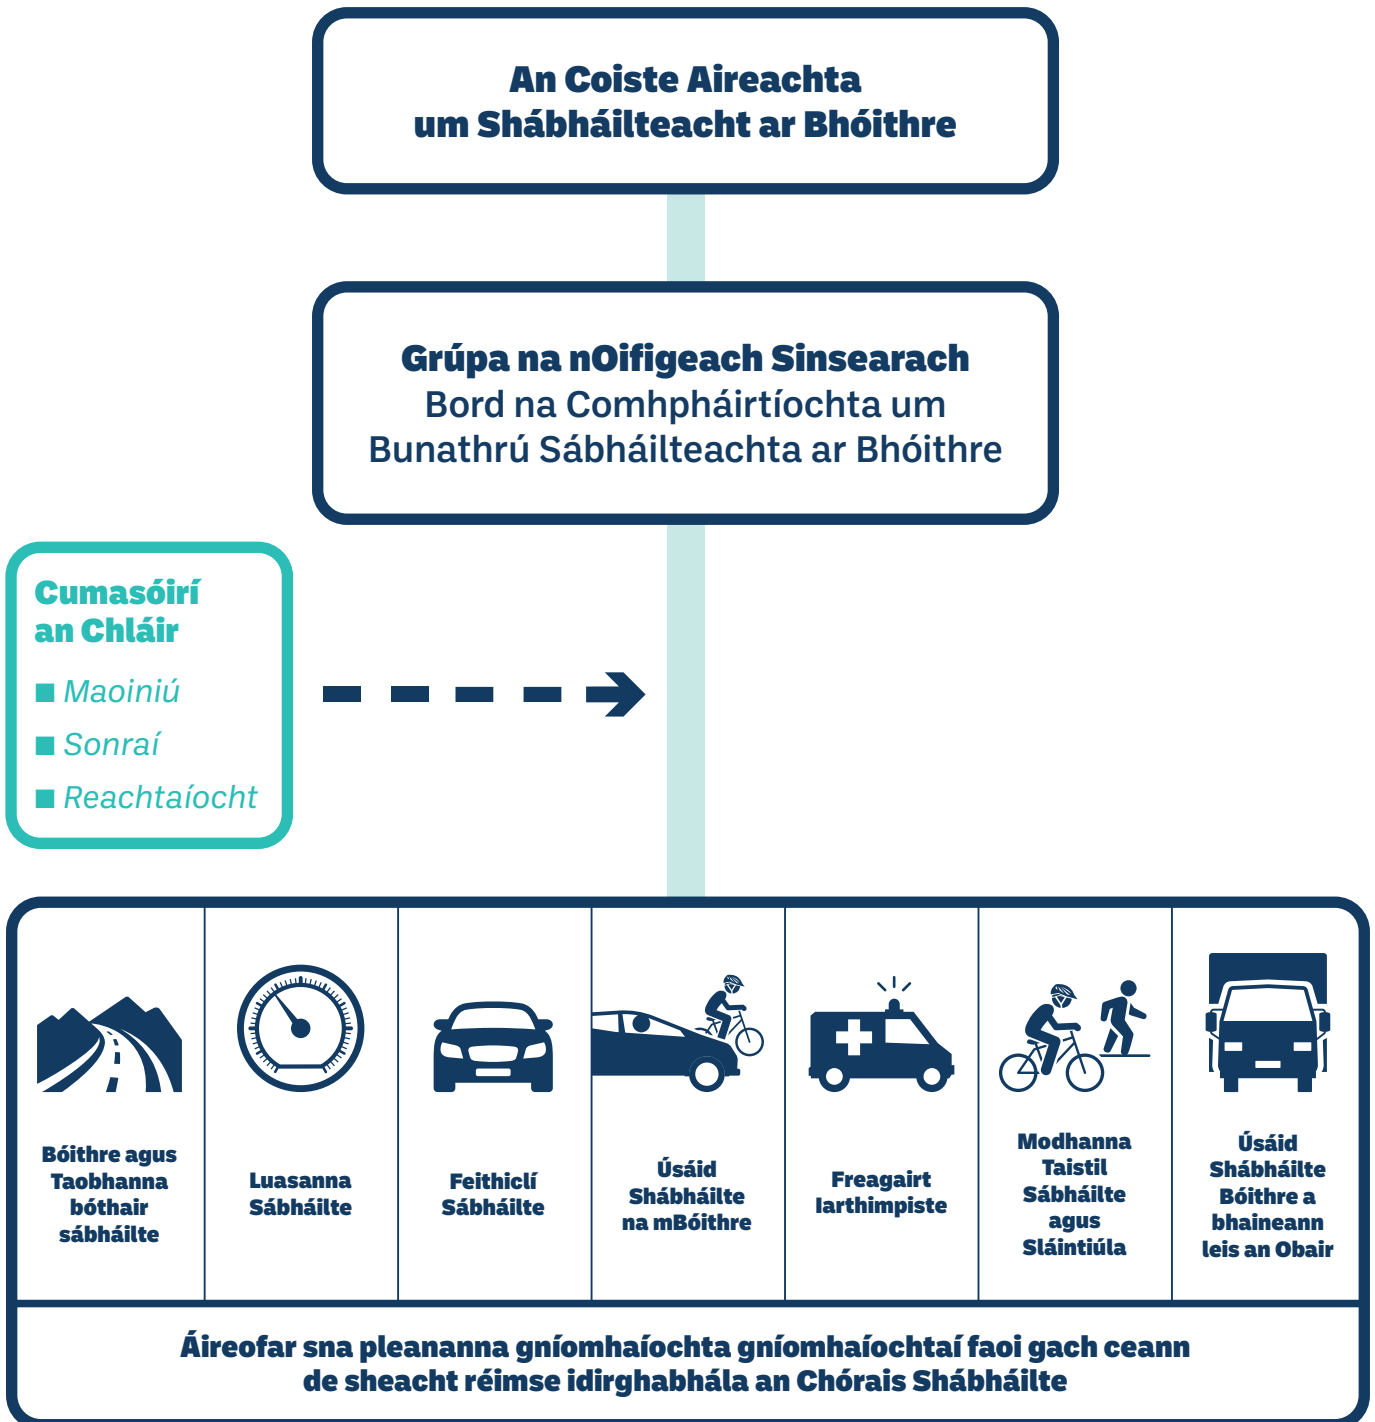 An Coiste Aireachta
um Shábháilteacht ar Bhóithre
Grúpa na nOifigeach Sinsearach
Bord na Comhpháirtíochta um
Bunathrú Sábháilteachta ar Bhóithre
Cumasóirí
an Chláir
■ Maoiniú
■ Sonraí
■ Reachtaíocht
Bóithre agus
Taobhanna
bóthair
sábháilte
Luasanna
Sábháilte
Feithiclí
Sábháilte
Úsáid
Shábháilte
na mBóithre
Freagairt
Iarthimpiste
Modhanna
Taistil
Sábháilte
agus
Sláintiúla
Úsáid
Shábháilte
Bóithre a
bhaineann
leis an Obair
Áireofar sna pleananna gníomhaíochta gníomhaíochtaí faoi gach ceann
de sheacht réimse idirghabhála an Chórais Shábháilte